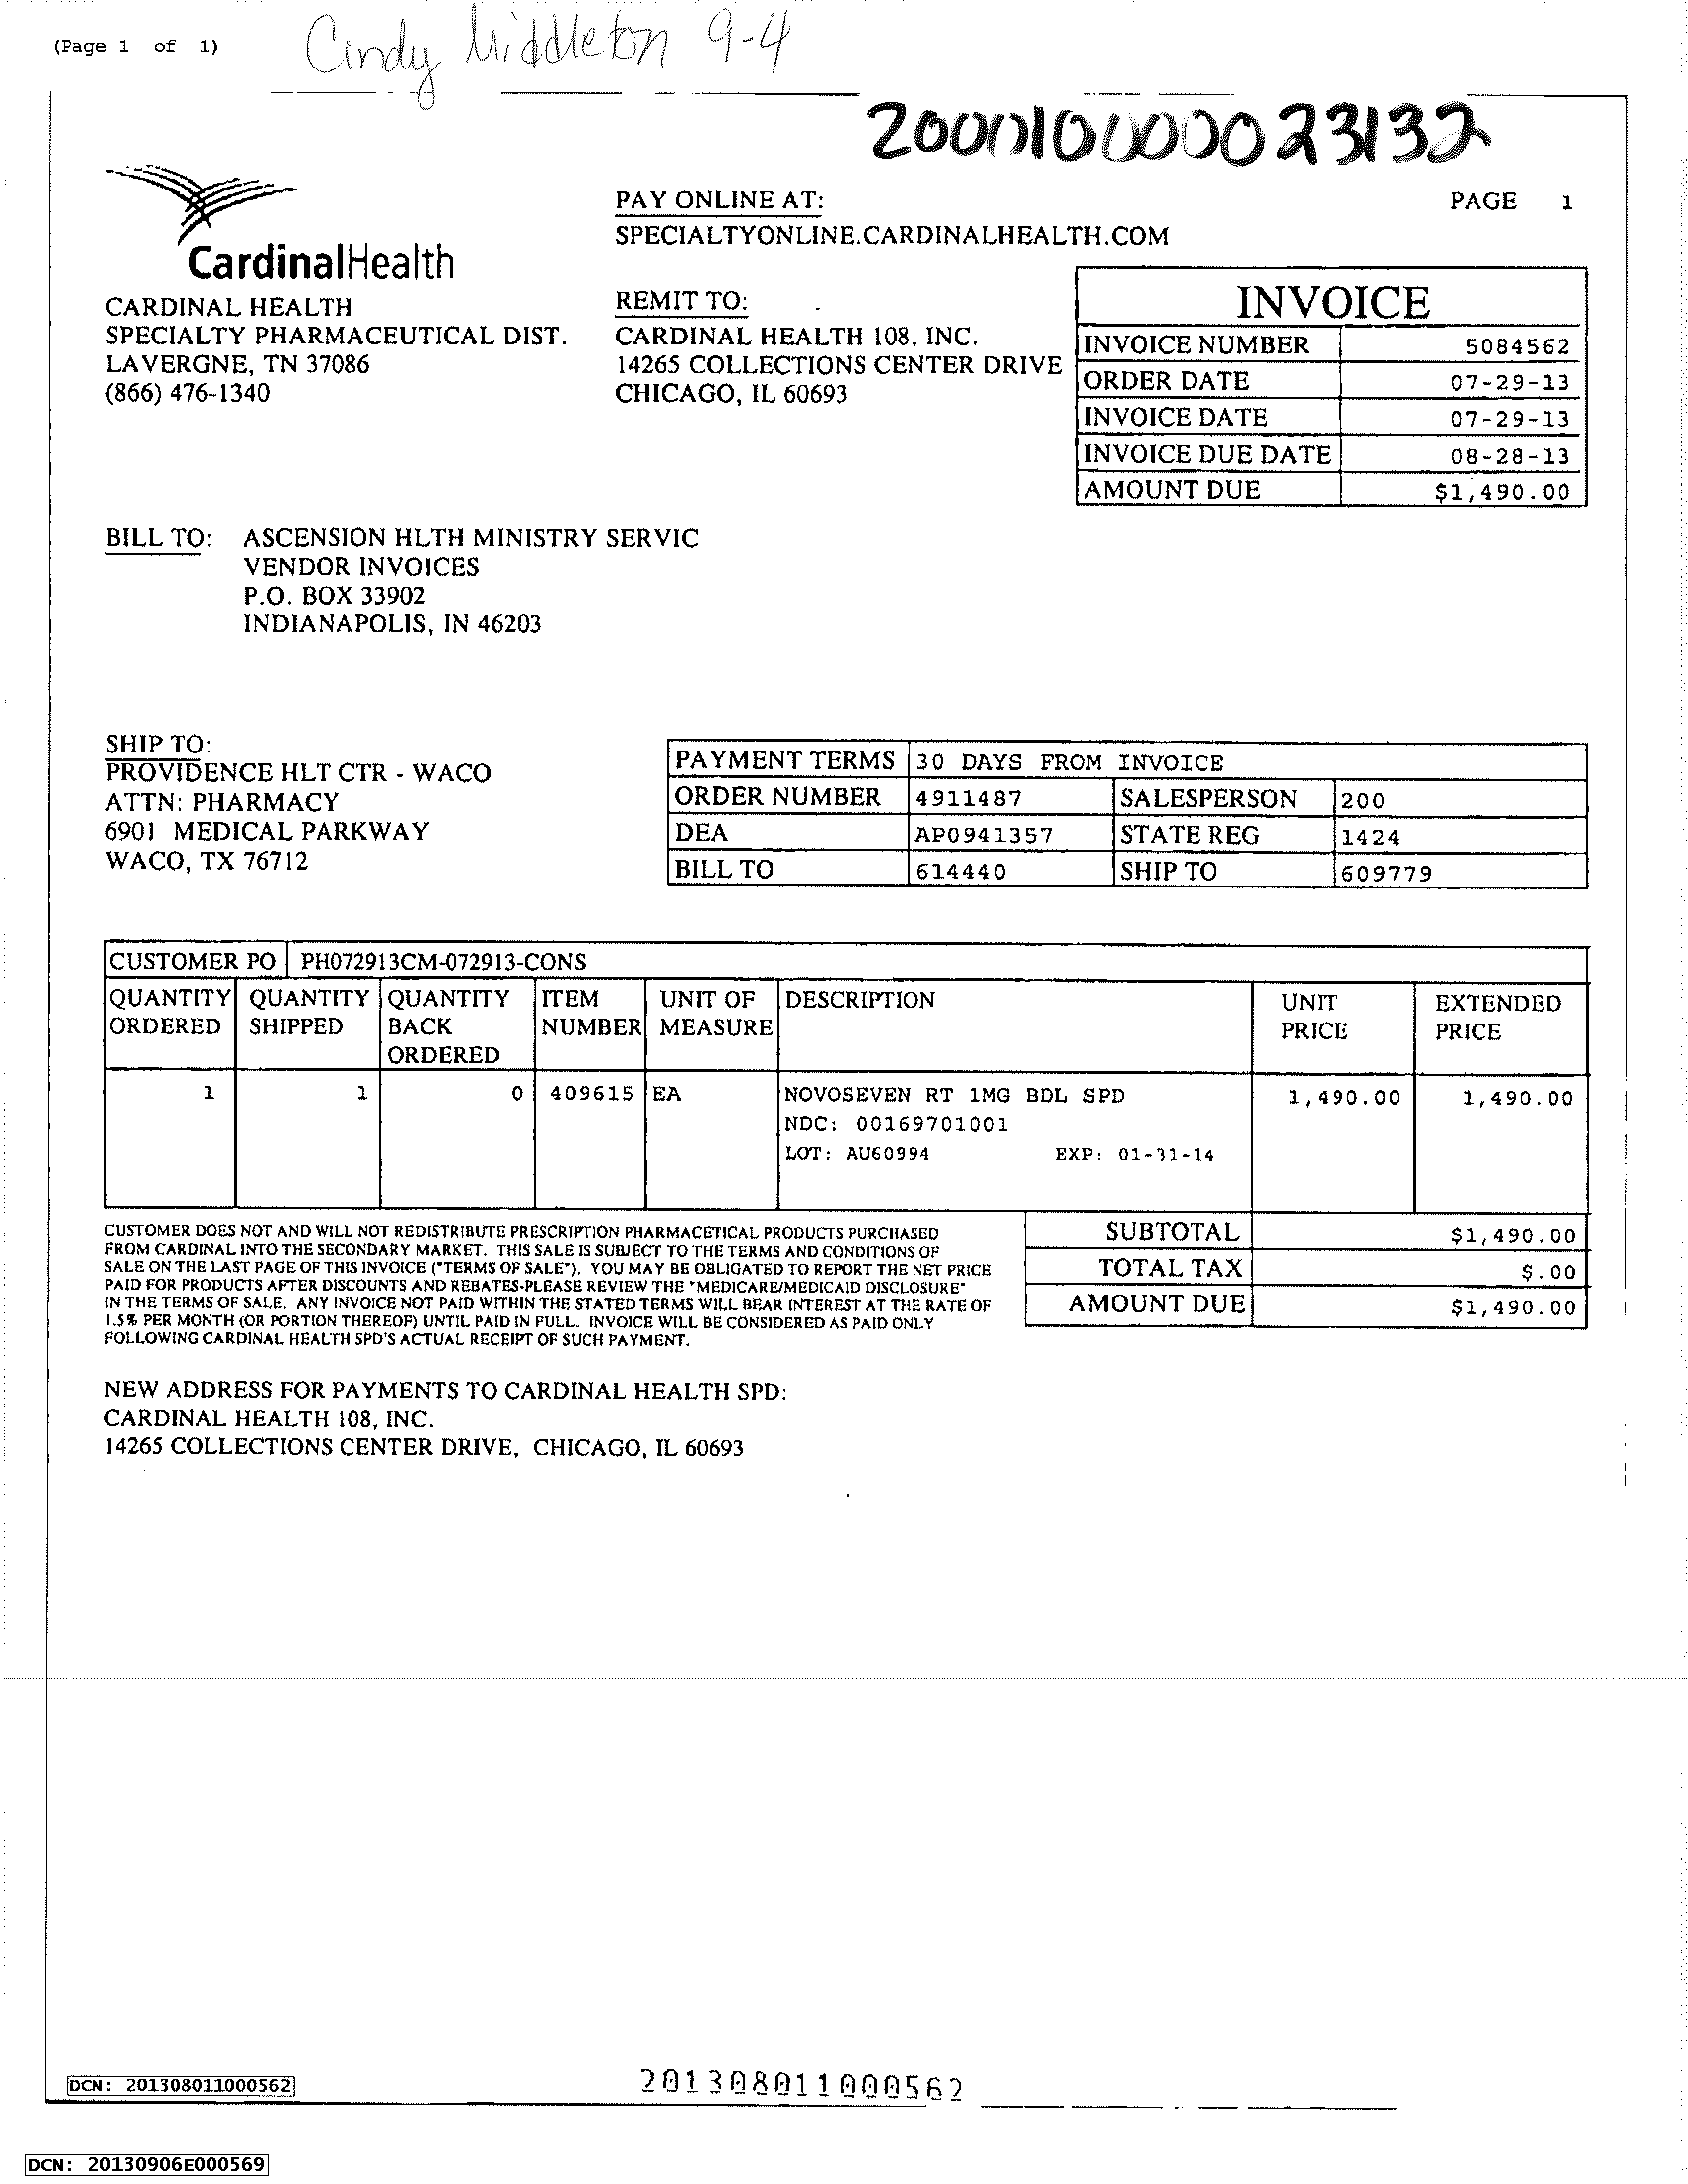 (Page 1 of 1)
Cindy Middleton 9-4
200010000023132
CardinalHealth
CARDINAL HEALTH
SPECIALTY PHARMACEUTICAL DIST.
LAVERGNE, TN 37086
(866) 476-1340
PAY ONLINE AT:
SPECIALTYONLINE.CARDINALHEALTH.COM
PAGE 1
REMIT TO:
CARDINAL HEALTH 108, INC.
14265 COLLECTIONS CENTER DRIVE
CHICAGO, IL 60693
INVOICE
INVOICE NUMBER 5084562
ORDER DATE 07-29-13
INVOICE DATE 07-29-13
INVOICE DUE DATE 08-28-13
AMOUNT DUE $1,490.00
BILL TO: ASCENSION HLTH MINISTRY SERVIC
VENDOR INVOICES
P.O. BOX 33902
INDIANAPOLIS, IN 46203
SHIP TO:
PROVIDENCE HLT CTR - WACO
ATTN: PHARMACY
6901 MEDICAL PARKWAY
WACO, TX 76712
PAYMENT TERMS 30 DAYS FROM INVOICE
ORDER NUMBER 4911487 SALESPERSON 200
DEA AP0941357 STATE REG 1424
BILL TO 614440 SHIP TO 609779
CUSTOMER PO PH072913CM-072913-CONS
QUANTITY ORDERED QUANTITY SHIPPED QUANTITY BACK ORDERED ITEM NUMBER UNIT OF MEASURE DESCRIPTION UNIT PRICE EXTENDED PRICE
1 1 0 409615 EA NOVOSEVEN RT 1MG BDL SPD 1,490.00 1,490.00
NDC: 00169701001
LOT: AU60994 EXP: 01-31-14
CUSTOMER DOES NOT AND WILL NOT REDISTRIBUTE PRESCRIPTION PHARMACETICAL PRODUCTS PURCHASED
FROM CARDINAL INTO THE SECONDARY MARKET. THIS SALE IS SUBJECT TO THE TERMS AND CONDITIONS OF
SALE ON THE LAST PAGE OF THIS INVOICE ("TERMS OF SALE"). YOU MAY BE OBLIGATED TO REPORT THE NET PRICE
PAID FOR PRODUCTS AFTER DISCOUNTS AND REBATES-PLEASE REVIEW THE "MEDICARE/MEDICAID DISCLOSURE"
IN THE TERMS OF SALE. ANY INVOICE NOT PAID WITHIN THE STATED TERMS WILL BEAR INTEREST AT THE RATE OF
1.5% PER MONTH (OR PORTION THEREOF) UNTIL PAID IN FULL. INVOICE WILL BE CONSIDERED AS PAID ONLY
FOLLOWING CARDINAL HEALTH SPD'S ACTUAL RECEIPT OF SUCH PAYMENT.
SUBTOTAL $1,490.00
TOTAL TAX $.00
AMOUNT DUE $1,490.00
NEW ADDRESS FOR PAYMENTS TO CARDINAL HEALTH SPD:
CARDINAL HEALTH 108, INC.
14265 COLLECTIONS CENTER DRIVE, CHICAGO, IL 60693
DCN: 201308011000562
201308011000562
DCN: 20130906E000569